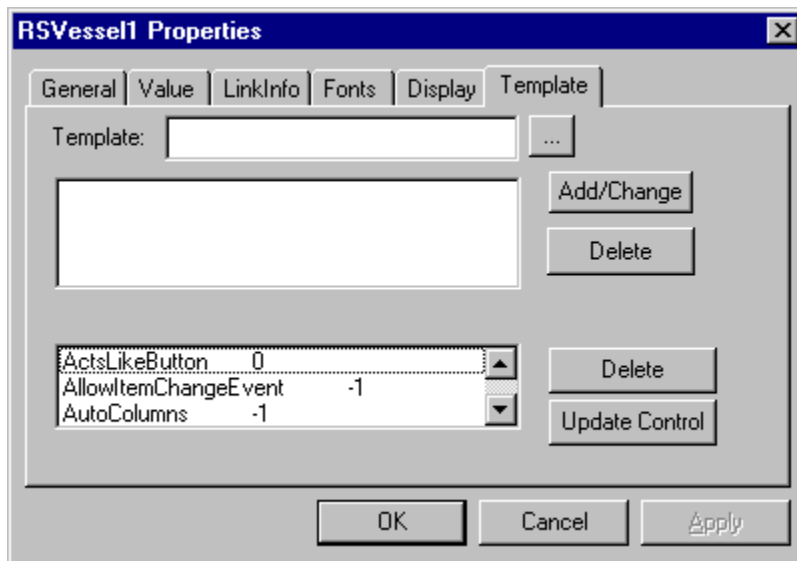 RSVessel1 Properties
General Value LinkInfo Fonts Display Template
Template: ...
Add/Change
Delete
ActsLikeButton 0
AllowItemChangeEvent -1
AutoColumns -1
Delete
Update Control
OK Cancel Apply